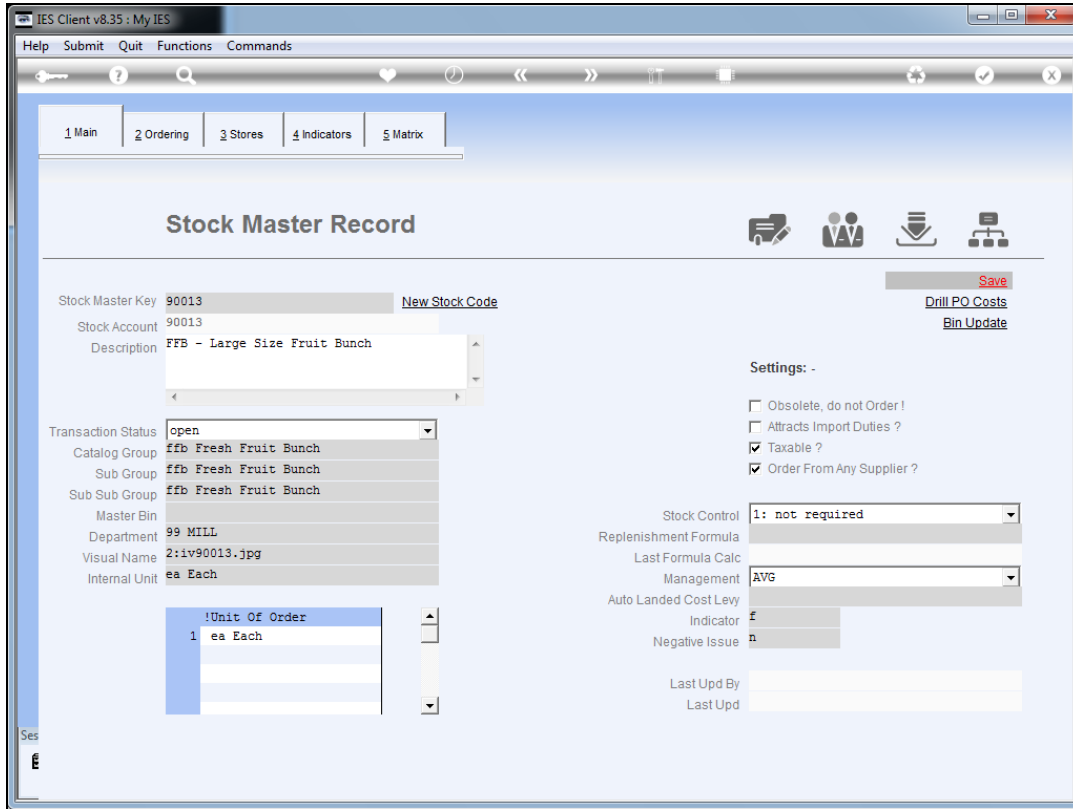 IES Client v8.35 : My IES
Help Submit Quit Functions Commands
1 Main 2 Ordering 3 Stores 4 Indicators 5 Matrix
Stock Master Record
Save
Stock Master Key 90013 New Stock Code Drill PO Costs
Stock Account 90013 Bin Update
Description FFB - Large Size Fruit Bunch
Settings: -
Obsolete, do not Order !
Attracts Import Duties ?
Taxable ?
Order From Any Supplier ?
Transaction Status open
Catalog Group ffb Fresh Fruit Bunch
Sub Group ffb Fresh Fruit Bunch
Sub Sub Group ffb Fresh Fruit Bunch
Master Bin
Department 99 MILL
Visual Name 2:iv90013.jpg
Internal Unit ea Each
Stock Control 1: not required
Replenishment Formula
Last Formula Calc
Management AVG
Auto Landed Cost Levy
Indicator f
Negative Issue n
!Unit Of Order
1 ea Each
Last Upd By
Last Upd
Ses